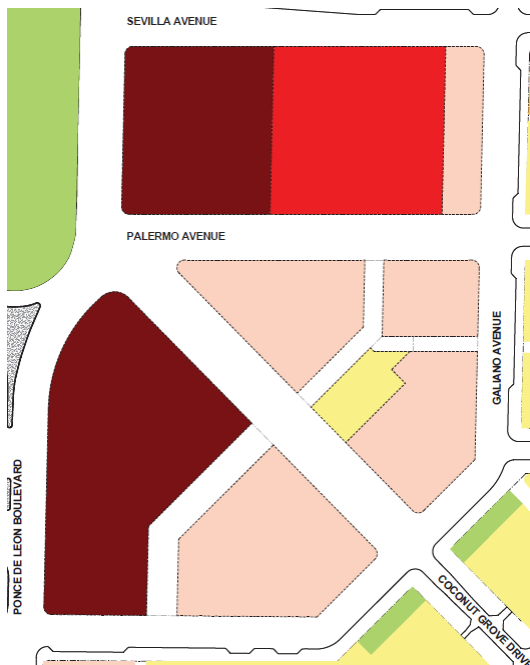 SEVILLA AVENUE
PALERMO AVENUE
GALIANO AVENUE
PONCE DE LEON BOULEVARD
COCONUT GROVE DRIV